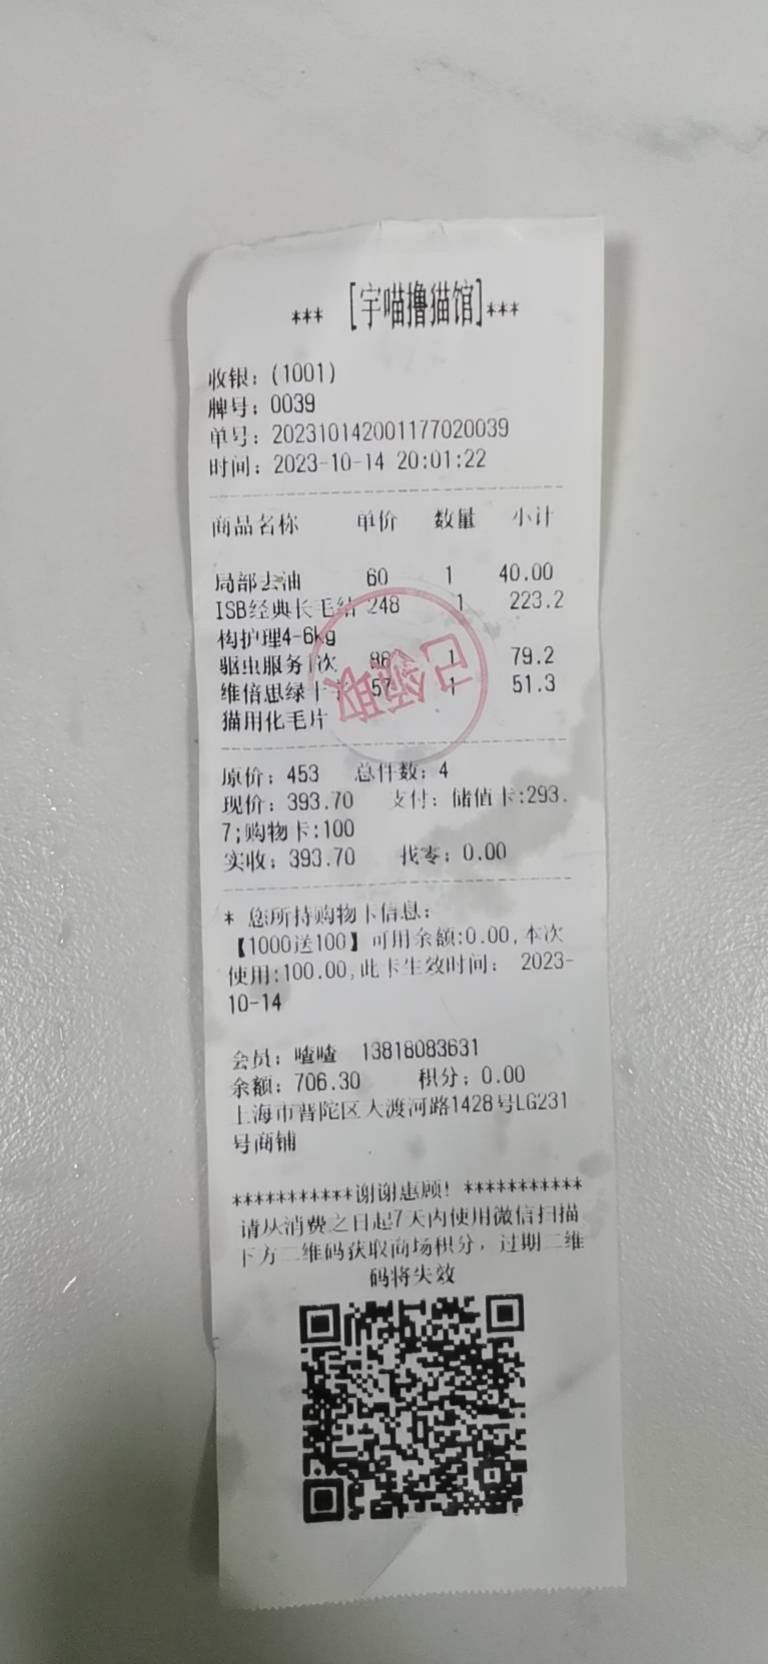 *** [宇喵撸猫馆]***
收银：(1001)
牌号：0039
单号：202310142001177020039
时间：2023-10-14 20:01:22
商品名称 单价 数量 小计
局部去油 60 1 40.00
ISB经典长毛结 248 1 223.2
构护理4-6kg
驱虫服务1次 88 1 79.2
维倍思绿十字 57 1 51.3
猫用化毛片
已领取
原价：453 总件数：4
现价：393.70 支付：储值卡:293.
7;购物卡:100
实收：393.70 找零：0.00
* 您所持购物卡信息：
【1000送100】可用余额:0.00,本次
使用:100.00,此卡生效时间： 2023-
10-14
会员：喳喳 13818083631
余额：706.30 积分：0.00
上海市普陀区大渡河路1428号LG231
号商铺
***********谢谢惠顾！***********
请从消费之日起7天内使用微信扫描
下方二维码获取商场积分，过期二维
码将失效